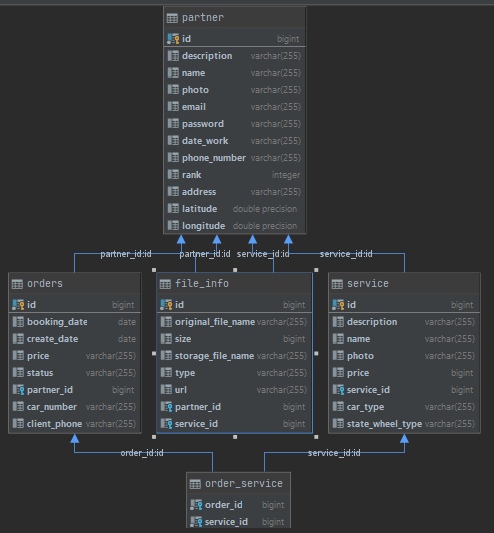 partner
id bigint
description varchar(255)
name varchar(255)
photo varchar(255)
email varchar(255)
password varchar(255)
date_work varchar(255)
phone_number varchar(255)
rank integer
address varchar(255)
latitude double precision
longitude double precision
partner_id:id partner_id:id service_id:id service_id:id
orders
id bigint
booking_date date
create_date date
price varchar(255)
status varchar(255)
partner_id bigint
car_number varchar(255)
client_phone varchar(255)
file_info
id bigint
original_file_name varchar(255)
size bigint
storage_file_name varchar(255)
type varchar(255)
url varchar(255)
partner_id bigint
service_id bigint
service
id bigint
description varchar(255)
name varchar(255)
photo varchar(255)
price bigint
service_id bigint
car_type varchar(255)
state_wheel_type varchar(255)
order_id:id service_id:id
order_service
order_id bigint
service_id bigint